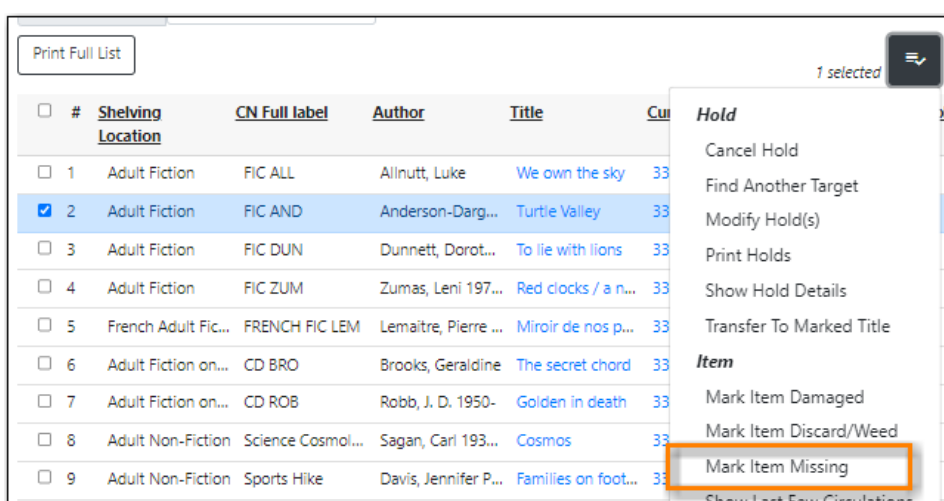 Print Full List
1 selected
# Shelving Location CN Full label Author Title Cu
1 Adult Fiction FIC ALL Allnutt, Luke We own the sky 33
2 Adult Fiction FIC AND Anderson-Darg... Turtle Valley 33
3 Adult Fiction FIC DUN Dunnett, Dorot... To lie with lions 33
4 Adult Fiction FIC ZUM Zumas, Leni 197... Red clocks / a n... 33
5 French Adult Fic... FRENCH FIC LEM Lemaitre, Pierre ... Miroir de nos p... 33
6 Adult Fiction on... CD BRO Brooks, Geraldine The secret chord 33
7 Adult Fiction on... CD ROB Robb, J. D. 1950- Golden in death 33
8 Adult Non-Fiction Science Cosmol... Sagan, Carl 193... Cosmos 33
9 Adult Non-Fiction Sports Hike Davis, Jennifer P... Families on foot... 33
Hold
Cancel Hold
Find Another Target
Modify Hold(s)
Print Holds
Show Hold Details
Transfer To Marked Title
Item
Mark Item Damaged
Mark Item Discard/Weed
Mark Item Missing
Show Last Few Circulations